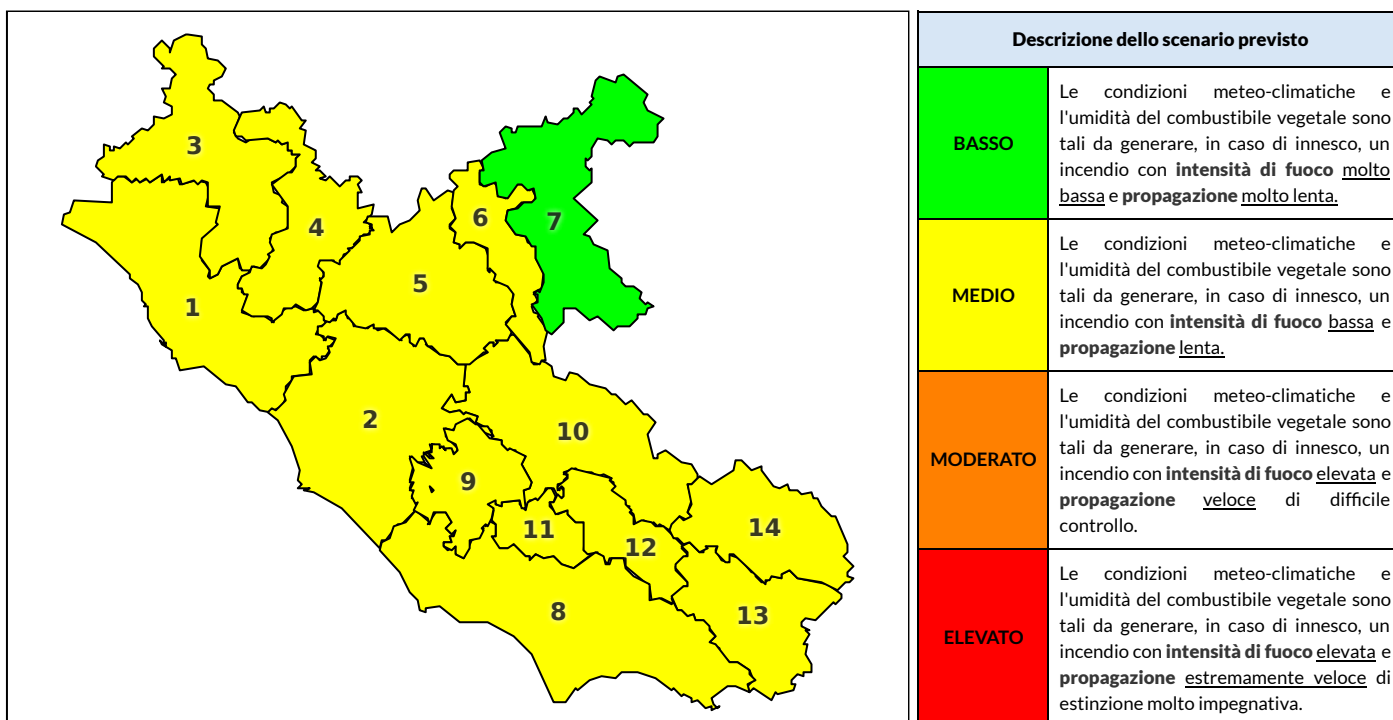 3
4
6
7
5
1
2
10
9
11
12
14
8
13
Descrizione dello scenario previsto
BASSO
Le condizioni meteo-climatiche e
l'umidità del combustibile vegetale sono
tali da generare, in caso di innesco, un
incendio con intensità di fuoco molto
bassa e propagazione molto lenta.
MEDIO
Le condizioni meteo-climatiche e
l'umidità del combustibile vegetale sono
tali da generare, in caso di innesco, un
incendio con intensità di fuoco bassa e
propagazione lenta.
MODERATO
Le condizioni meteo-climatiche e
l'umidità del combustibile vegetale sono
tali da generare, in caso di innesco, un
incendio con intensità di fuoco elevata e
propagazione veloce di difficile
controllo.
ELEVATO
Le condizioni meteo-climatiche e
l'umidità del combustibile vegetale sono
tali da generare, in caso di innesco, un
incendio con intensità di fuoco elevata e
propagazione estremamente veloce di
estinzione molto impegnativa.